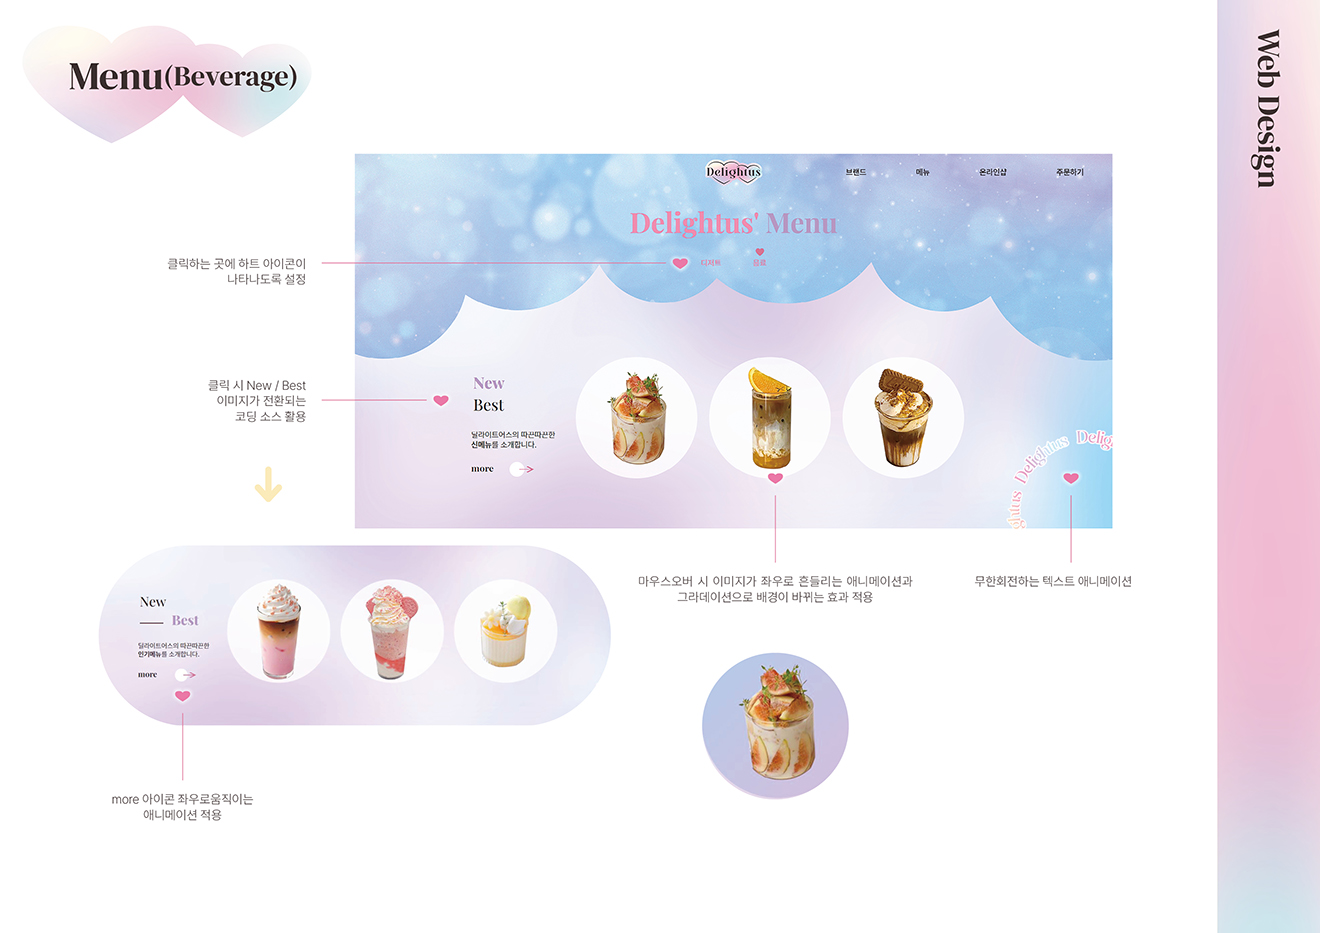 Menu(Beverage)
Web Design
Delightus
브랜드
메뉴
온라인샵
주문하기
Delightus' Menu
디저트
음료
클릭하는 곳에 하트 아이콘이
나타나도록 설정
클릭 시 New / Best
이미지가 전환되는
코딩 소스 활용
New
Best
딜라이트어스의 따끈따끈한
신메뉴를 소개합니다.
more
Delightus Delig
ghtus
마우스오버 시 이미지가 좌우로 흔들리는 애니메이션과
그라데이션으로 배경이 바뀌는 효과 적용
무한회전하는 텍스트 애니메이션
New
Best
딜라이트어스의 따끈따끈한
인기메뉴를 소개합니다.
more
more 아이콘 좌우로움직이는
애니메이션 적용